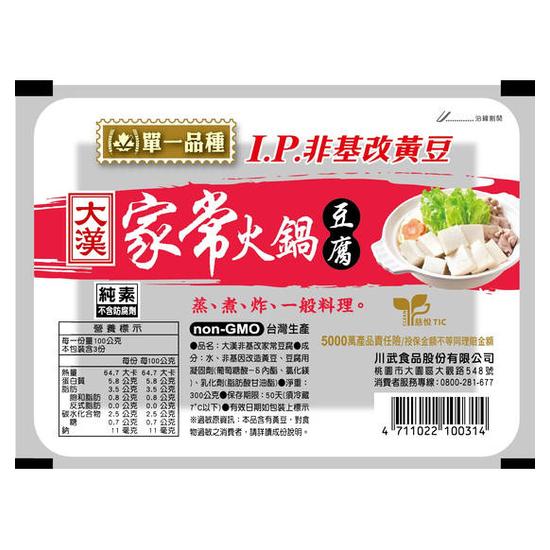 沿線割開
單一品種
I.P.非基改黃豆
大漢
家常火鍋
豆腐
純素
不含防腐劑
蒸、煮、炸、一般料理。
non-GMO 台灣生產
慈悅 TIC
CLEAN
營養標示
每一份量100公克
本包裝含3份
每份 每100公克
熱量 64.7 大卡 64.7 大卡
蛋白質 5.8 公克 5.8 公克
脂肪 3.5 公克 3.5 公克
飽和脂肪 0.8 公克 0.8 公克
反式脂肪 0.0 公克 0.0 公克
碳水化合物 2.5 公克 2.5 公克
糖 0.7 公克 0.7 公克
鈉 11 毫克 11 毫克
●品名：大漢非基改家常豆腐●成
分：水、非基因改造黃豆、豆腐用
凝固劑(葡萄糖酸-δ內酯、氯化鎂
)、乳化劑(脂肪酸甘油酯)●淨重：
300公克●保存期限：50天(須冷藏
7°C以下)●有效日期如包裝上標示
※過敏原資訊：本品含有黃豆，對食
物過敏之消費者，請詳讀成份說明。
5000萬產品責任險/投保金額不等同理賠金額
川武食品股份有限公司
桃園市大園區大觀路548號
消費者服務專線：0800-281-677
4 711022 100314